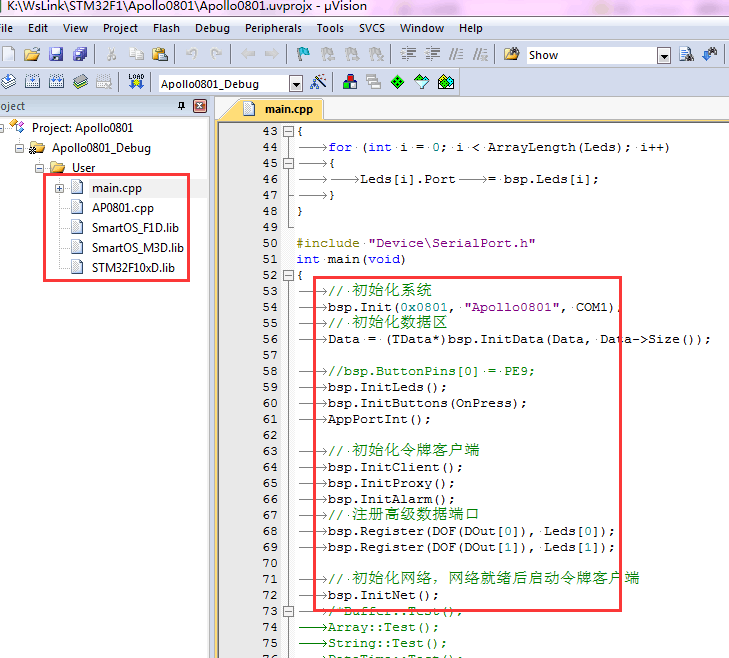 K:\WsLink\STM32F1\Apollo0801\Apollo0801.uvprojx - µVision
File Edit View Project Flash Debug Peripherals Tools SVCS Window Help
Show
LOAD Apollo0801_Debug
oject
main.cpp
Project: Apollo0801
Apollo0801_Debug
User
main.cpp
AP0801.cpp
SmartOS_F1D.lib
SmartOS_M3D.lib
STM32F10xD.lib
43 {
44 for (int i = 0; i < ArrayLength(Leds); i++)
45 {
46 Leds[i].Port = bsp.Leds[i];
47 }
48 }
49
50 #include "Device\SerialPort.h"
51 int main(void)
52 {
53 // 初始化系统
54 bsp.Init(0x0801, "Apollo0801", COM1);
55 // 初始化数据区
56 Data = (TData*)bsp.InitData(Data, Data->Size());
57
58 //bsp.ButtonPins[0] = PE9;
59 bsp.InitLeds();
60 bsp.InitButtons(OnPress);
61 AppPortInt();
62
63 // 初始化令牌客户端
64 bsp.InitClient();
65 bsp.InitProxy();
66 bsp.InitAlarm();
67 // 注册高级数据端口
68 bsp.Register(DOF(DOut[0]), Leds[0]);
69 bsp.Register(DOF(DOut[1]), Leds[1]);
70
71 // 初始化网络，网络就绪后启动令牌客户端
72 bsp.InitNet();
73 /*Buffer::Test();
74 Array::Test();
75 String::Test();
76 DateTime::Test();